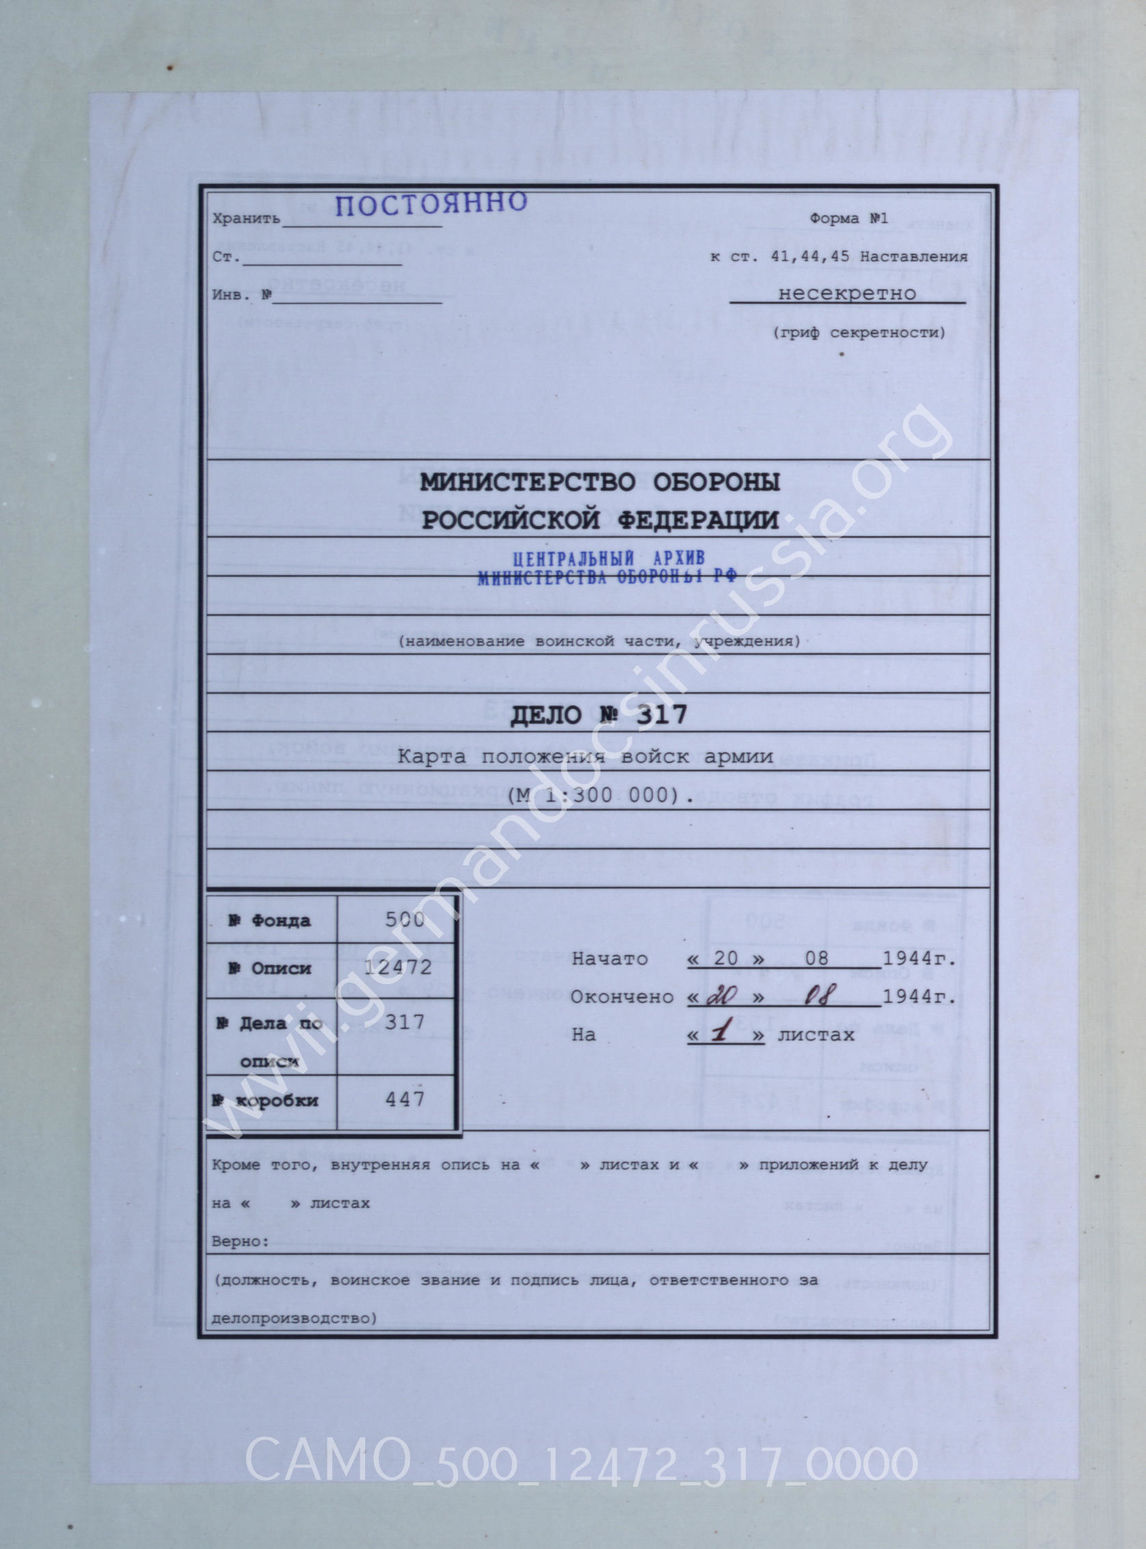 Хранить ПОСТОЯННО
Форма №1
Ст.
к ст. 41,44,45 Наставления
Инв. №
несекретно
(гриф секретности)
МИНИСТЕРСТВО ОБОРОНЫ
РОССИЙСКОЙ ФЕДЕРАЦИИ
ЦЕНТРАЛЬНЫЙ АРХИВ
МИНИСТЕРСТВА ОБОРОНЫ РФ
(наименование воинской части, учреждения)
ДЕЛО № 317
Карта положения войск армии
(М 1:300 000).
№ Фонда 500
№ Описи 12472
№ Дела по описи 317
№ коробки 447
Начато « 20 » 08 1944г.
Окончено « 20 » 08 1944г.
На « 1 » листах
Кроме того, внутренняя опись на « » листах и « » приложений к делу
на « » листах
Верно:
(должность, воинское звание и подпись лица, ответственного за
делопроизводство)
wwii.germandocsinrussia.org
CAMO_500_12472_317_0000